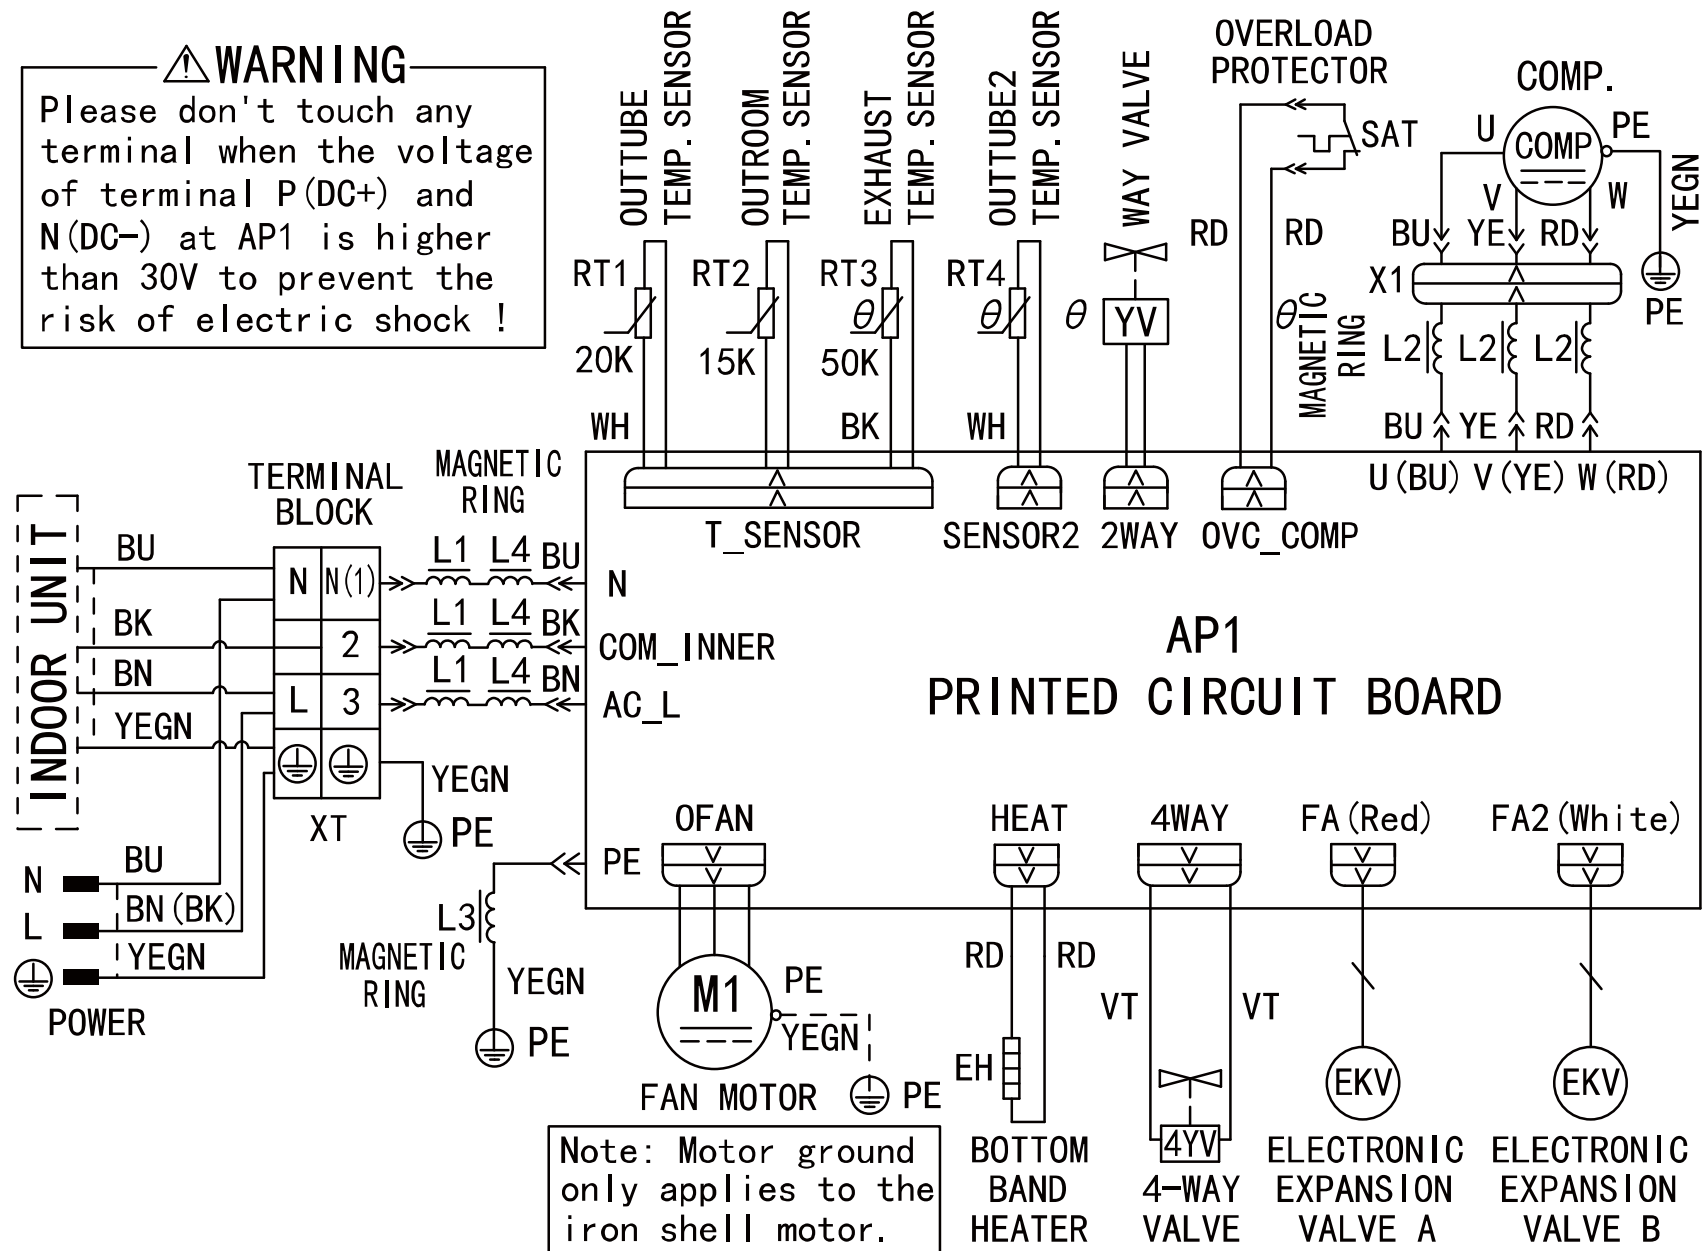 WARNING
Please don't touch any
terminal when the voltage
of terminal P(DC+) and
N(DC-) at AP1 is higher
than 30V to prevent the
risk of electric shock !
OUTTUBE
TEMP. SENSOR
OUTROOM
TEMP. SENSOR
EXHAUST
TEMP. SENSOR
OUTTUBE2
TEMP. SENSOR
WAY VALVE
OVERLOAD
PROTECTOR
SAT
COMP.
COMP
U
V
W
PE
YEGN
PE
RT1
RT2
RT3
RT4
θ
θ
θ
θ
20K
15K
50K
YV
RD
RD
MAGNETIC
RING
BU
YE
RD
X1
L2
L2
L2
WH
BK
WH
BU
YE
RD
U(BU) V(YE) W(RD)
T_SENSOR
SENSOR2
2WAY
OVC_COMP
TERMINAL
BLOCK
MAGNETIC
RING
INDOOR UNIT
BU
BK
BN
YEGN
N
N(1)
2
L
3
XT
L1
L4
BU
L1
L4
BK
L1
L4
BN
N
COM_INNER
AC_L
AP1
PRINTED CIRCUIT BOARD
YEGN
PE
PE
L3
MAGNETIC
RING
YEGN
PE
N
BU
L
BN(BK)
YEGN
POWER
OFAN
HEAT
4WAY
FA(Red)
FA2(White)
M1
PE
YEGN
PE
FAN MOTOR
RD
RD
EH
BOTTOM
BAND
HEATER
VT
VT
4YV
4-WAY
VALVE
EKV
ELECTRONIC
EXPANSION
VALVE A
EKV
ELECTRONIC
EXPANSION
VALVE B
Note: Motor ground
only applies to the
iron shell motor.